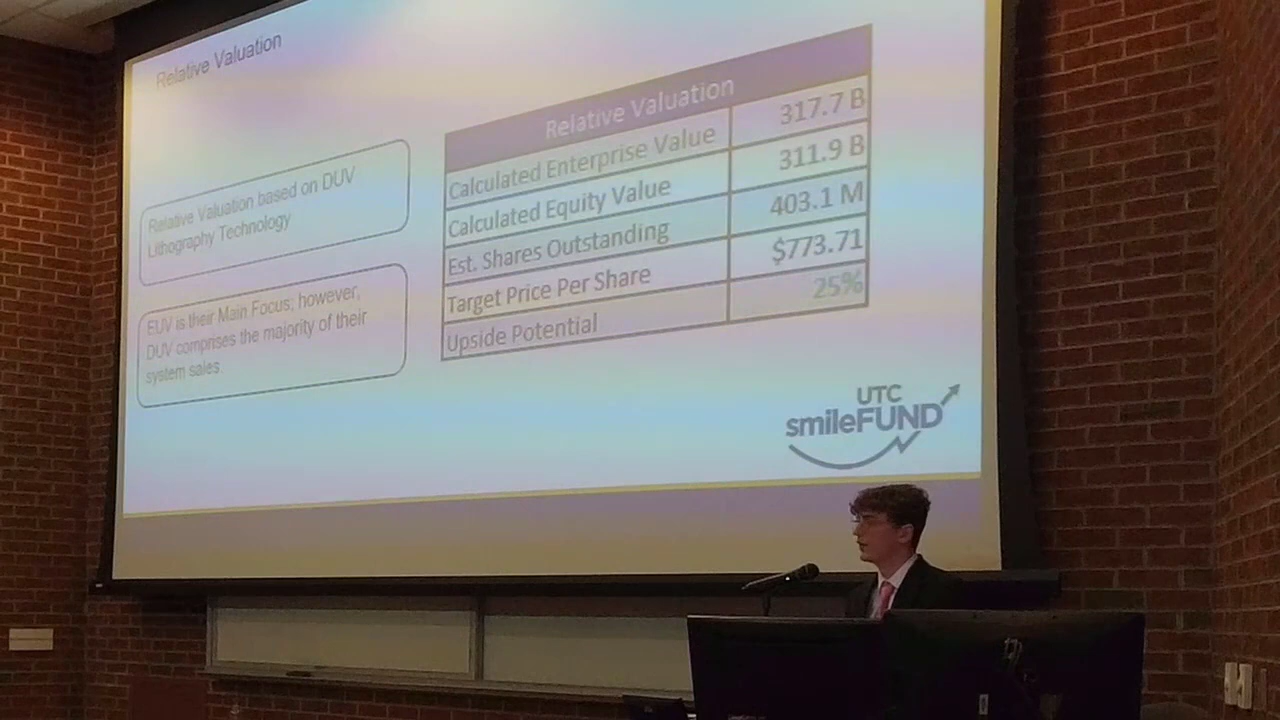 Relative Valuation
Relative Valuation based on DUV
Lithography Technology
EUV is their Main Focus; however,
DUV comprises the majority of their
system sales
Relative Valuation
Calculated Enterprise Value 317.7 B
Calculated Equity Value 311.9 B
Est. Shares Outstanding 403.1 M
Target Price Per Share $773.71
Upside Potential 25%
UTC
smileFUND